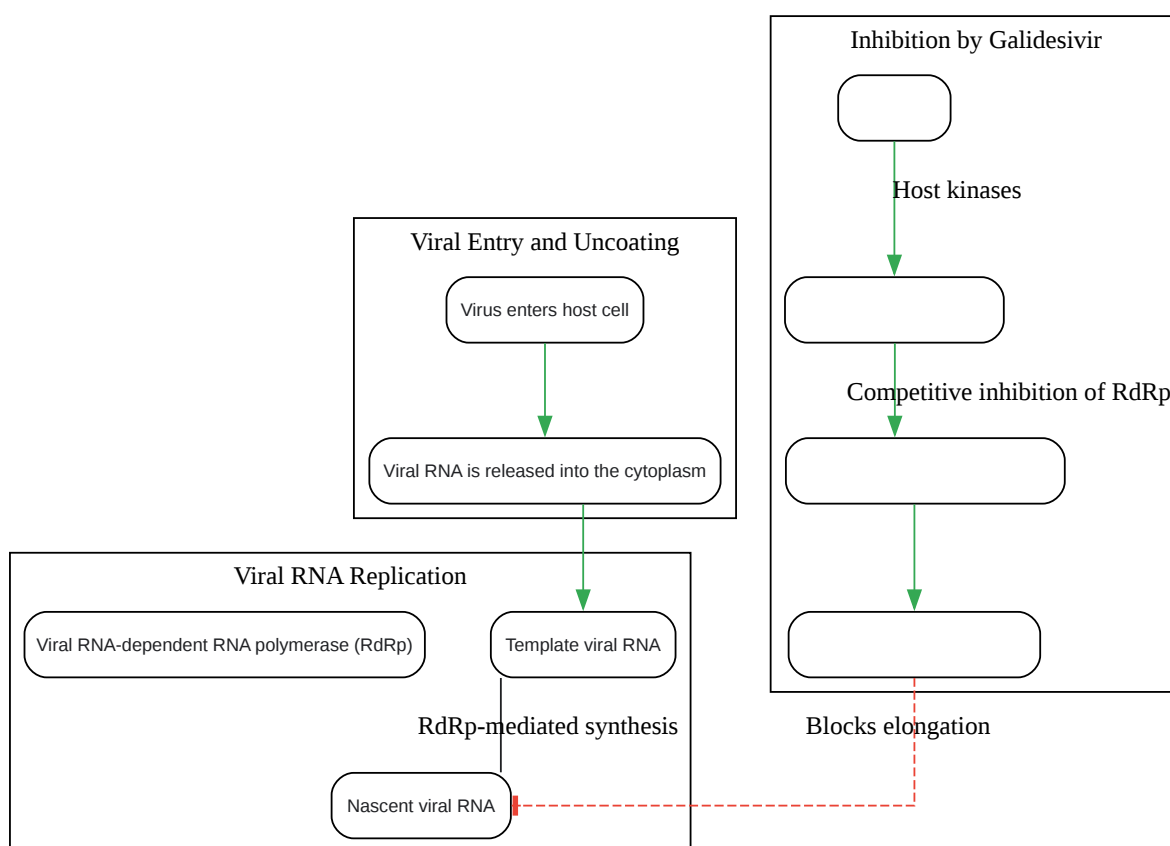 Inhibition by Galidesivir
Host kinases
Viral Entry and Uncoating
Virus enters host cell
Competitive inhibition of RdRp
Viral RNA is released into the cytoplasm
Viral RNA Replication
Viral RNA-dependent RNA polymerase (RdRp)
Template viral RNA
RdRp-mediated synthesis
Blocks elongation
Nascent viral RNA